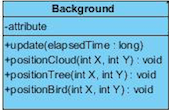 Background
-attribute
+update(elapsedTime : long)
+positionCloud(int X, int Y) : void
+positionTree(int X, int Y) : void
+positionBird(int X, int Y) : void